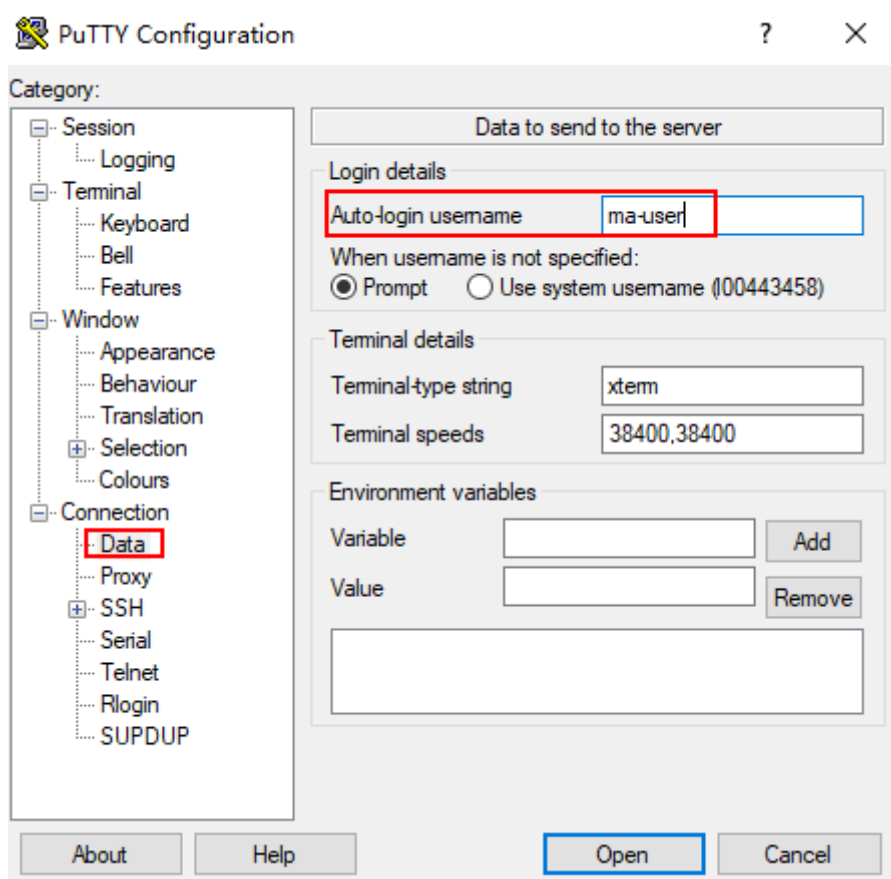 PuTTY Configuration
Category:
Session
Logging
Terminal
Keyboard
Bell
Features
Window
Appearance
Behaviour
Translation
Selection
Colours
Connection
Data
Proxy
SSH
Serial
Telnet
Rlogin
SUPDUP
Data to send to the server
Login details
Auto-login username ma-user
When username is not specified:
Prompt Use system username (l00443458)
Terminal details
Terminal-type string xterm
Terminal speeds 38400,38400
Environment variables
Variable Add
Value Remove
About Help Open Cancel